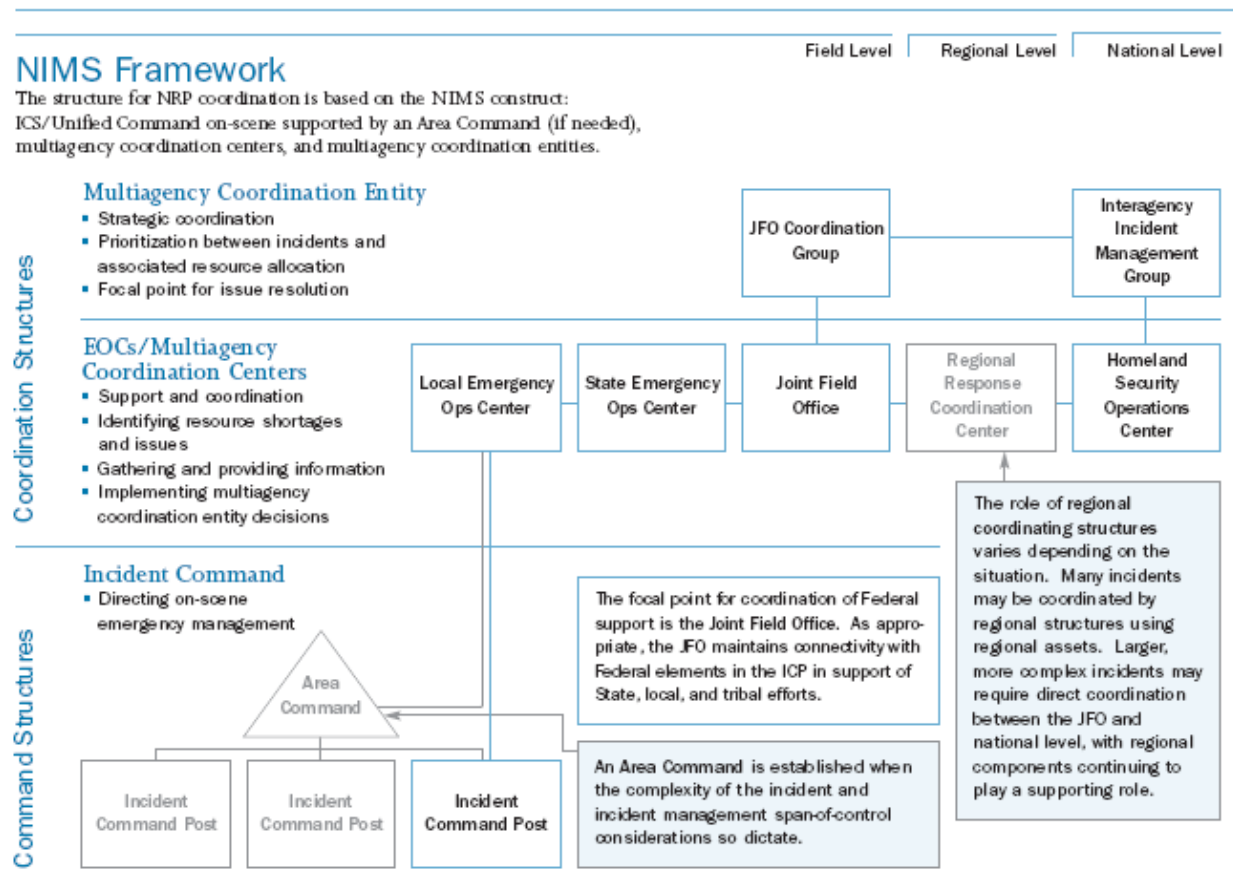 Field Level
Regional Level
National Level
NIMS Framework
The structure for NRP coordination is based on the NIMS construct:
ICS/Unified Command on-scene supported by an Area Command (if needed),
multiagency coordination centers, and multiagency coordination entities.
Coordination Structures
Multiagency Coordination Entity
▪ Strategic coordination
▪ Prioritization between incidents and
associated resource allocation
▪ Focal point for issue resolution
JFO Coordination
Group
Interagency
Incident
Management
Group
EOCs/Multiagency
Coordination Centers
▪ Support and coordination
▪ Identifying resource shortages
and issues
▪ Gathering and providing information
▪ Implementing multiagency
coordination entity decisions
Local Emergency
Ops Center
State Emergency
Ops Center
Joint Field
Office
Regional
Response
Coordination
Center
Homeland
Security
Operations
Center
The role of regional
coordinating structures
varies depending on the
situation. Many incidents
may be coordinated by
regional structures using
regional assets. Larger,
more complex incidents may
require direct coordination
between the JFO and
national level, with regional
components continuing to
play a supporting role.
Command Structures
Incident Command
▪ Directing on-scene
emergency management
Area
Command
The focal point for coordination of Federal
support is the Joint Field Office. As appro-
priate, the JFO maintains connectivity with
Federal elements in the ICP in support of
State, local, and tribal efforts.
Incident
Command Post
Incident
Command Post
Incident
Command Post
An Area Command is established when
the complexity of the incident and
incident management span-of-control
considerations so dictate.